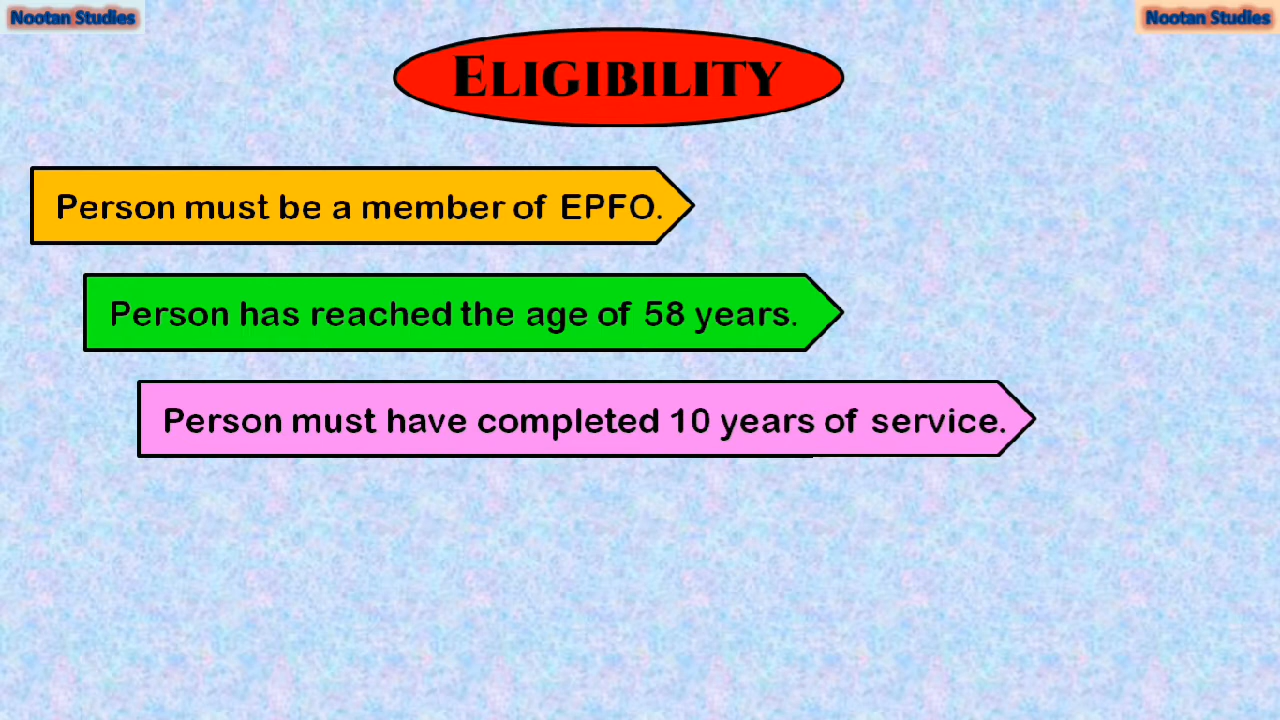 Nootan Studies
Nootan Studies
ELIGIBILITY
Person must be a member of EPFO.
Person has reached the age of 58 years.
Person must have completed 10 years of service.